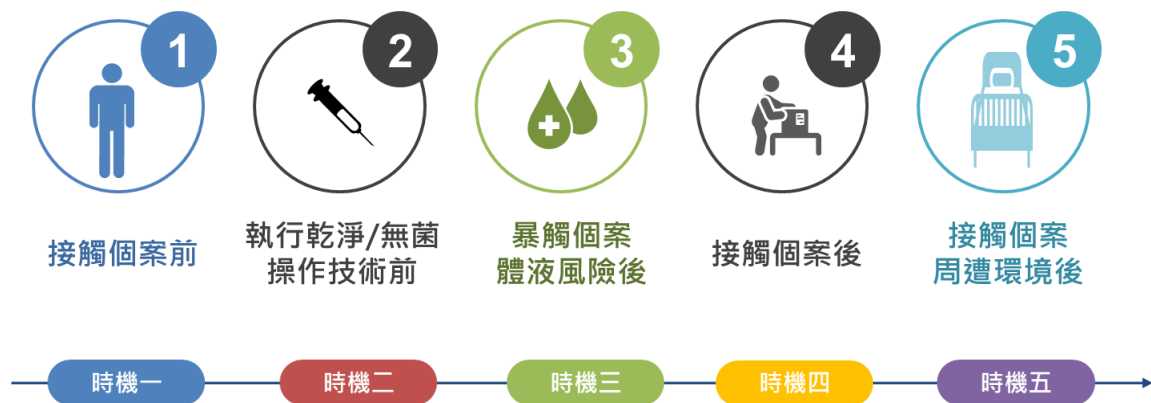 1
2
3
4
5
接觸個案前
執行乾淨/無菌
操作技術前
暴觸個案
體液風險後
接觸個案後
接觸個案
周遭環境後
時機一
時機二
時機三
時機四
時機五